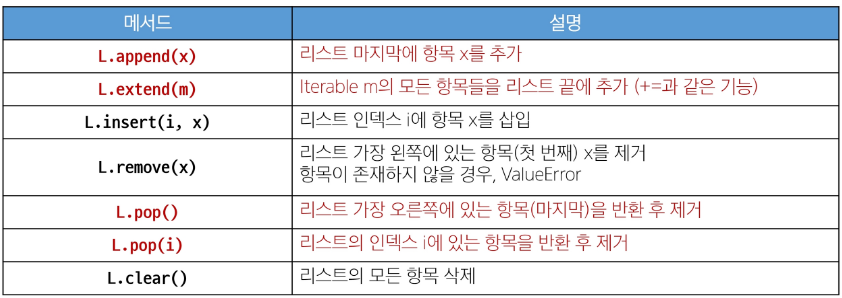 메서드 설명
L.append(x) 리스트 마지막에 항목 x를 추가
L.extend(m) Iterable m의 모든 항목들을 리스트 끝에 추가 (+=과 같은 기능)
L.insert(i, x) 리스트 인덱스 i에 항목 x를 삽입
L.remove(x) 리스트 가장 왼쪽에 있는 항목(첫 번째) x를 제거
항목이 존재하지 않을 경우, ValueError
L.pop() 리스트 가장 오른쪽에 있는 항목(마지막)을 반환 후 제거
L.pop(i) 리스트의 인덱스 i에 있는 항목을 반환 후 제거
L.clear() 리스트의 모든 항목 삭제